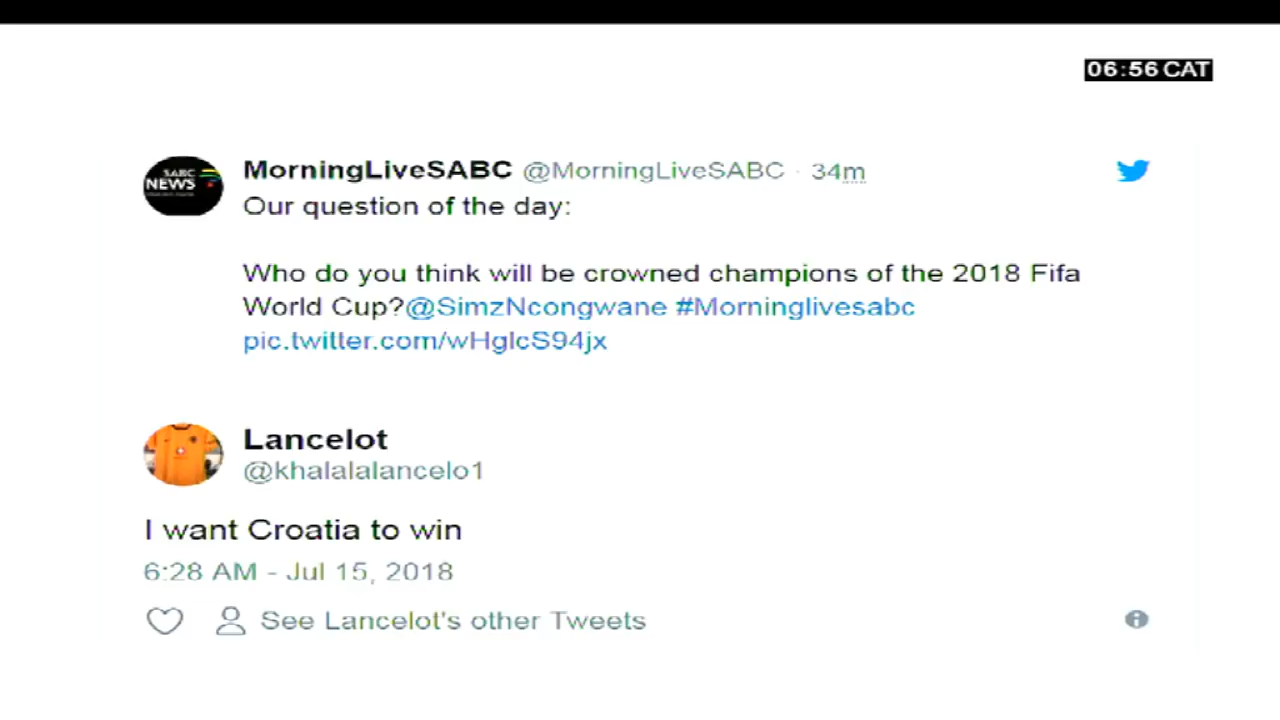 06:56 CAT
SABC
NEWS
MorningLiveSABC @MorningLiveSABC · 34m
Our question of the day:
Who do you think will be crowned champions of the 2018 Fifa
World Cup?@SimzNcongwane #Morninglivesabc
pic.twitter.com/wHglcS94jx
Lancelot
@khalalalancelo1
I want Croatia to win
6:28 AM - Jul 15, 2018
See Lancelot's other Tweets